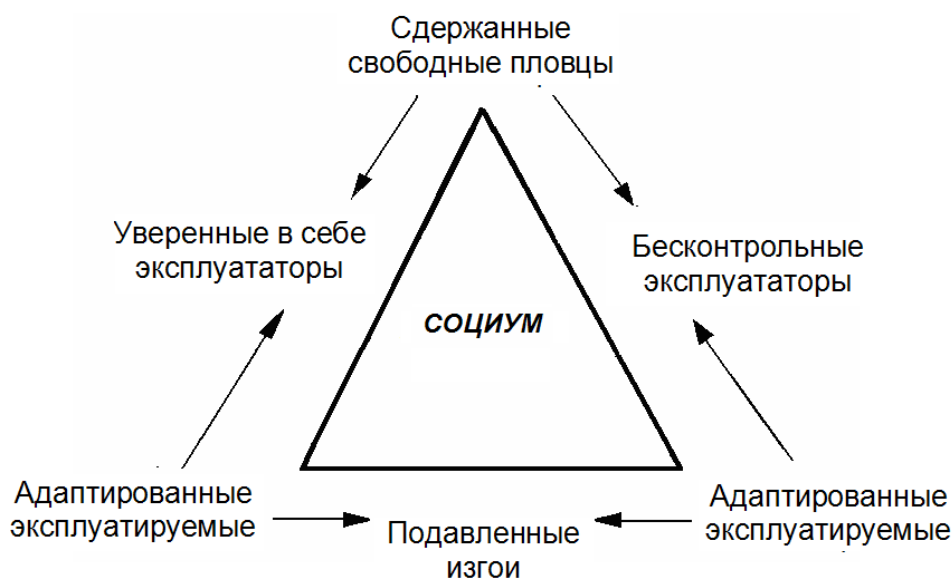 Сдержанные
свободные пловцы
Уверенные в себе
эксплуататоры
Бесконтрольные
эксплуататоры
СОЦИУМ
Адаптированные
эксплуатируемые
Подавленные
изгои
Адаптированные
эксплуатируемые